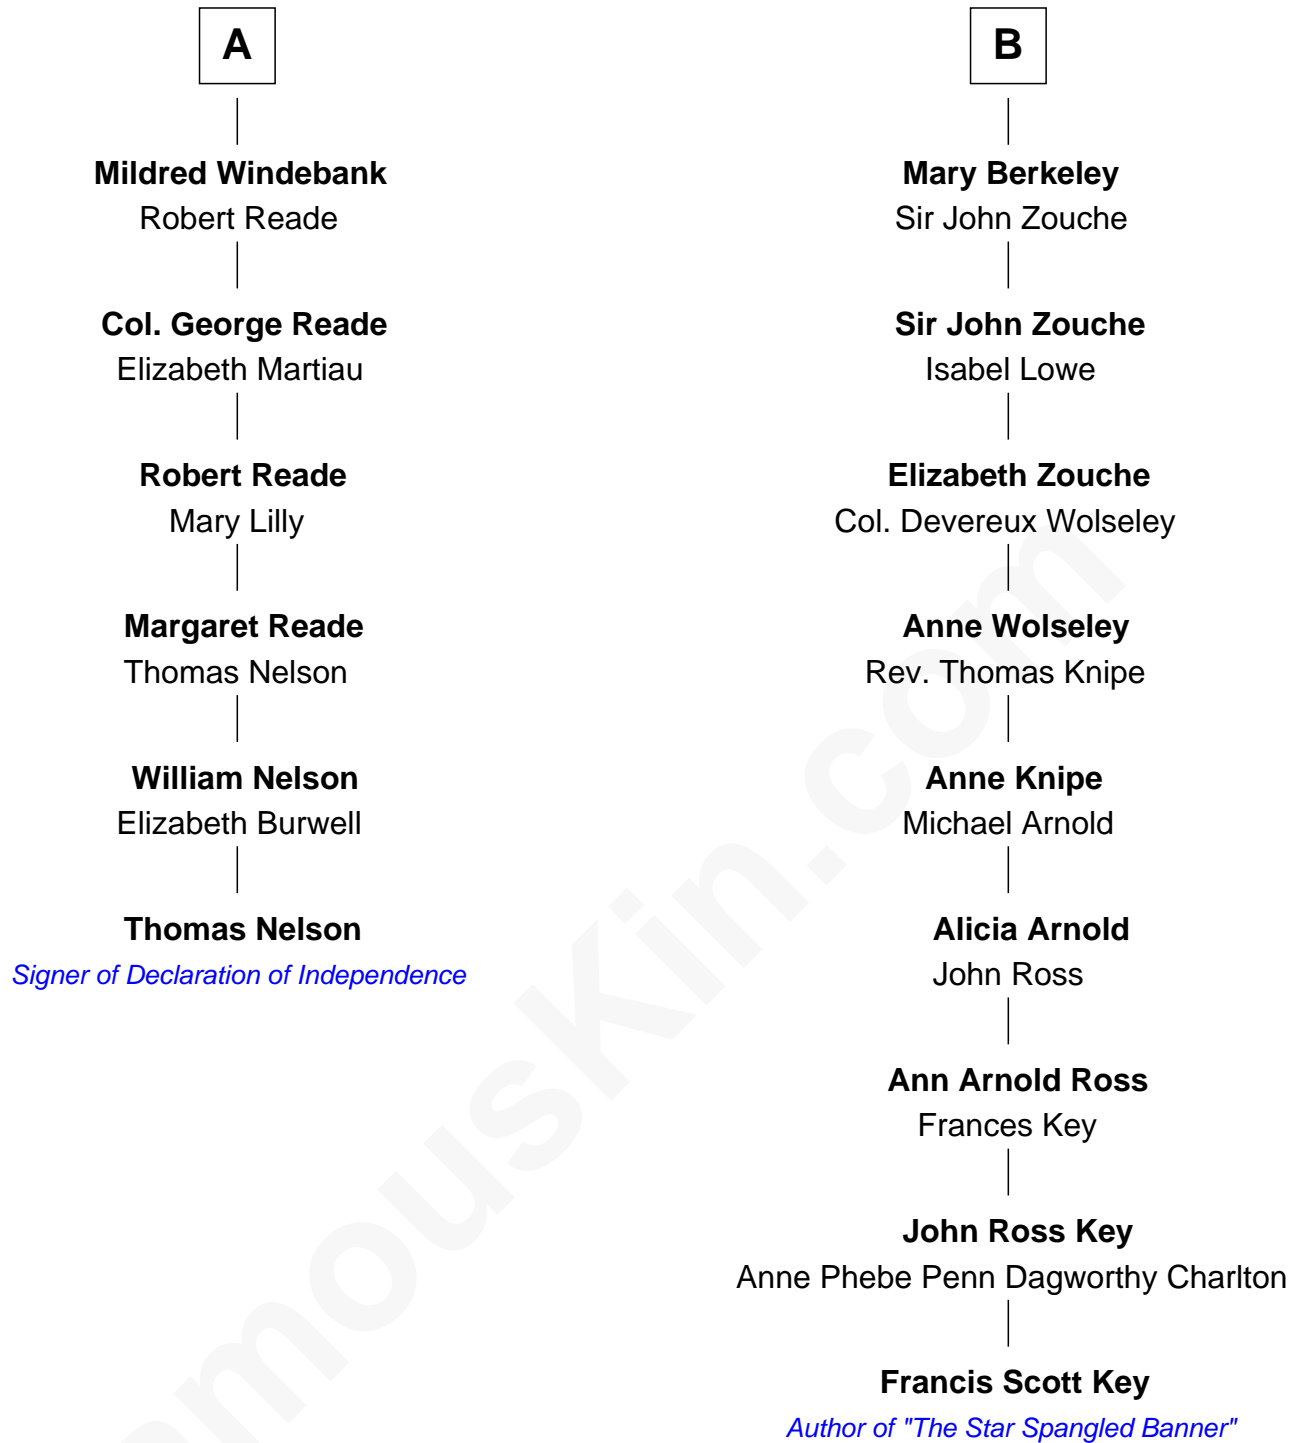 A
Mildred Windebank
Robert Reade
Col. George Reade
Elizabeth Martiau
Robert Reade
Mary Lilly
Margaret Reade
Thomas Nelson
William Nelson
Elizabeth Burwell
Thomas Nelson
Signer of Declaration of Independence
B
Mary Berkeley
Sir John Zouche
Sir John Zouche
Isabel Lowe
Elizabeth Zouche
Col. Devereux Wolseley
Anne Wolseley
Rev. Thomas Knipe
Anne Knipe
Michael Arnold
Alicia Arnold
John Ross
Ann Arnold Ross
Frances Key
John Ross Key
Anne Phebe Penn Dagworthy Charlton
Francis Scott Key
Author of "The Star Spangled Banner"
amouskin.com